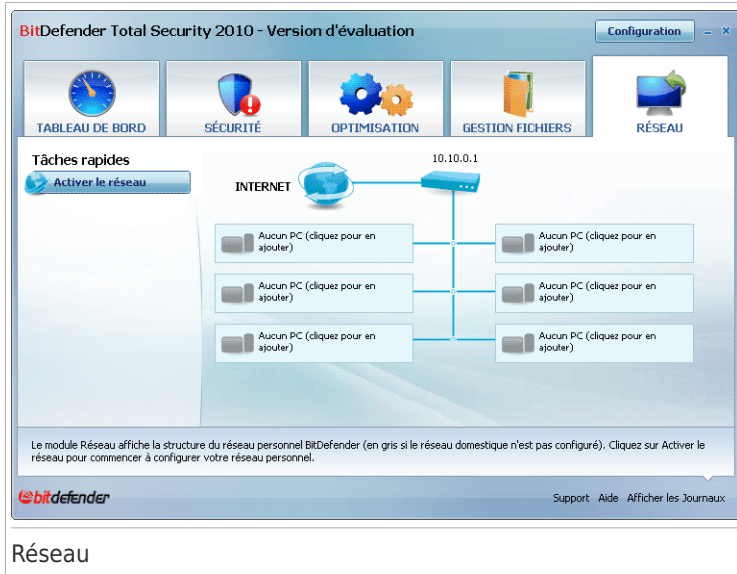 BitDefender Total Security 2010 - Version d'évaluation
Configuration
TABLEAU DE BORD
SÉCURITÉ
OPTIMISATION
GESTION FICHIERS
RÉSEAU
Tâches rapides
Activer le réseau
10.10.0.1
INTERNET
Aucun PC (cliquez pour en
ajouter)
Aucun PC (cliquez pour en
ajouter)
Aucun PC (cliquez pour en
ajouter)
Aucun PC (cliquez pour en
ajouter)
Aucun PC (cliquez pour en
ajouter)
Aucun PC (cliquez pour en
ajouter)
Le module Réseau affiche la structure du réseau personnel BitDefender (en gris si le réseau domestique n'est pas configuré). Cliquez sur Activer le
réseau pour commencer à configurer votre réseau personnel.
bitdefender
Support Aide Afficher les Journaux
Réseau